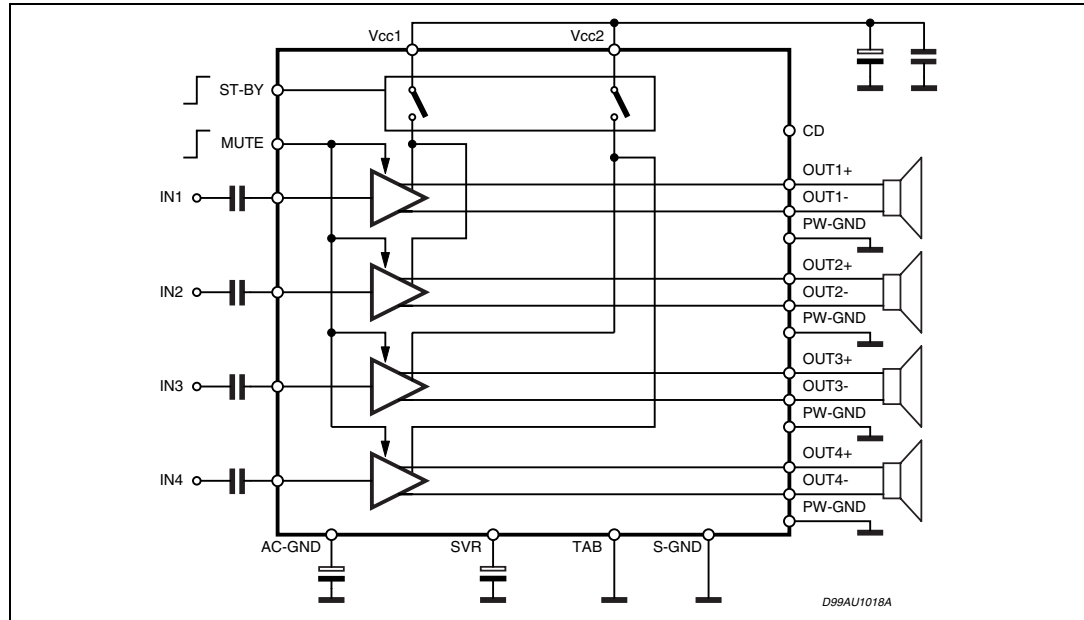 Vcc1
Vcc2
ST-BY
MUTE
CD
OUT1+
IN1
OUT1-
PW-GND
OUT2+
IN2
OUT2-
PW-GND
OUT3+
IN3
OUT3-
PW-GND
OUT4+
IN4
OUT4-
PW-GND
AC-GND
SVR
TAB
S-GND
D99AU1018A